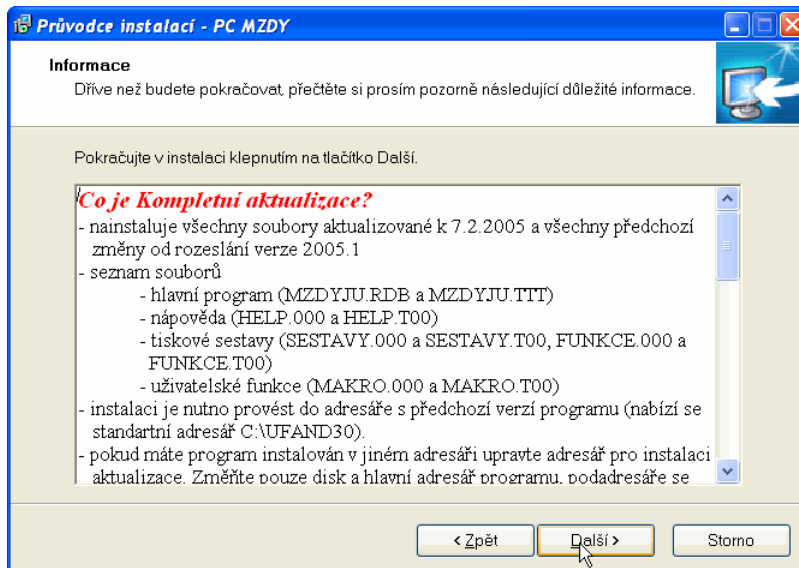 Průvodce instalací - PC MZDY
Informace
Dříve než budete pokračovat, přečtěte si prosím pozorně následující důležité informace.
Pokračujte v instalaci klepnutím na tlačítko Další.
Co je Kompletní aktualizace?
- nainstaluje všechny soubory aktualizované k 7.2.2005 a všechny předchozí
změny od rozeslání verze 2005.1
- seznam souborů
- hlavní program (MZDYJU.RDB a MZDYJU.TTT)
- nápověda (HELP.000 a HELP.T00)
- tiskové sestavy (SESTAVY.000 a SESTAVY.T00, FUNKCE.000 a
FUNKCE.T00)
- uživatelské funkce (MAKRO.000 a MAKRO.T00)
- instalaci je nutno provést do adresáře s předchozí verzí programu (nabízí se
standartní adresář C:\UFAND30).
- pokud máte program instalován v jiném adresáři upravte adresář pro instalaci
aktualizace. Změňte pouze disk a hlavní adresář programu, podadresáře se
< Zpět
Další >
Storno